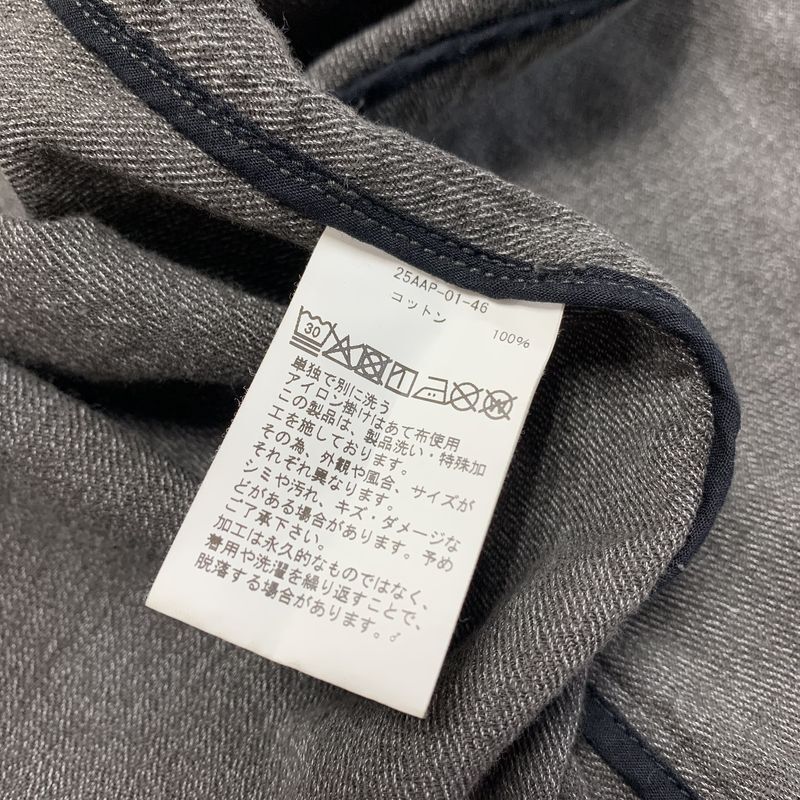 25AAP-01-46
コットン 100%
30
単独で別に洗う
アイロン掛けはあて布使用
この製品は、製品洗い・特殊加
工を施しております。
その為、外観や風合、サイズが
それぞれ異なります。
シミや汚れ、キズ・ダメージな
どがある場合があります。予め
ご了承下さい。
加工は永久的なものではなく、
着用や洗濯を繰り返すことで、
脱落する場合があります。♂